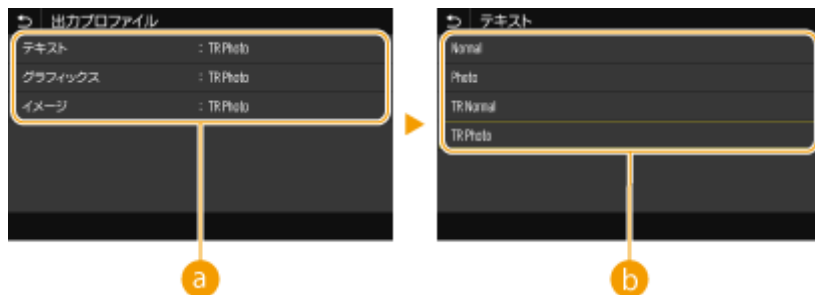 出力プロファイル
テキスト : TR Photo
グラフィックス : TR Photo
イメージ : TR Photo
a
テキスト
Normal
Photo
TR Normal
TR Photo
b